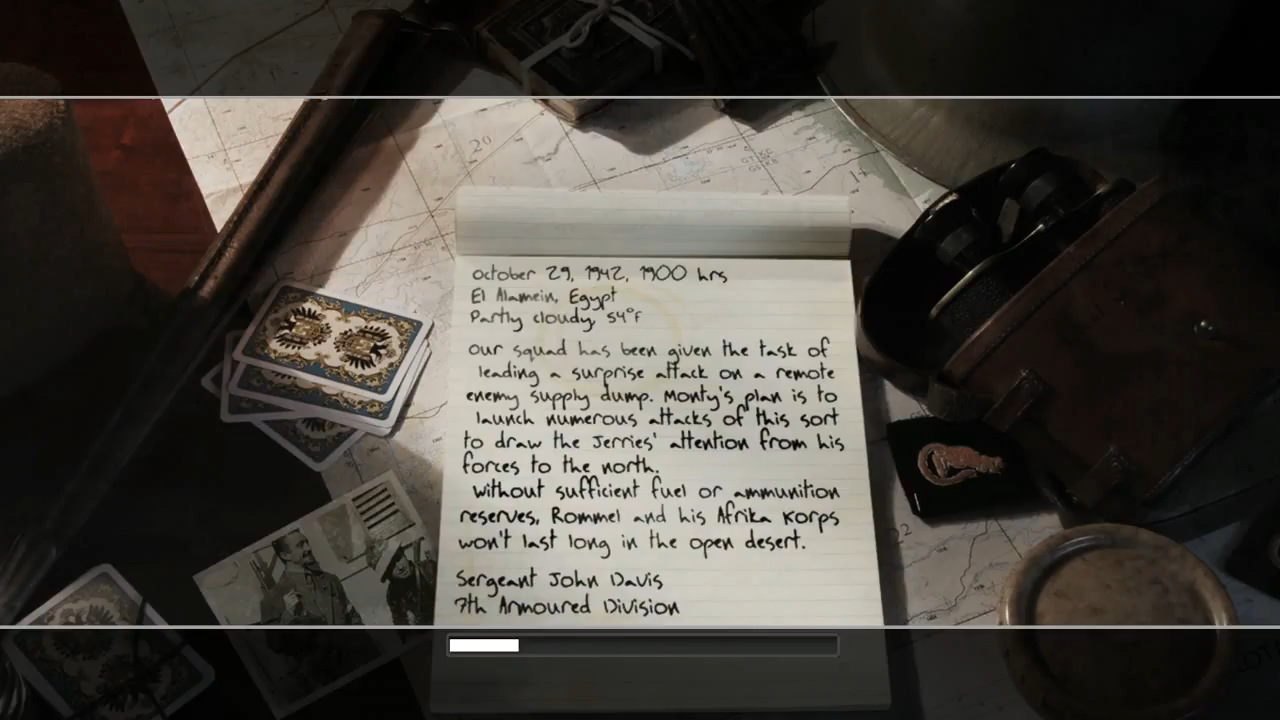 October 29, 1942, 1900 hrs
El Alamein, Egypt
Partly cloudy, 54°F
Our squad has been given the task of
leading a surprise attack on a remote
enemy supply dump. Monty's plan is to
launch numerous attacks of this sort
to draw the Jerries' attention from his
forces to the north.
Without sufficient fuel or ammunition
reserves, Rommel and his Afrika Korps
won't last long in the open desert.
Sergeant John Davis
7th Armoured Division
20
22